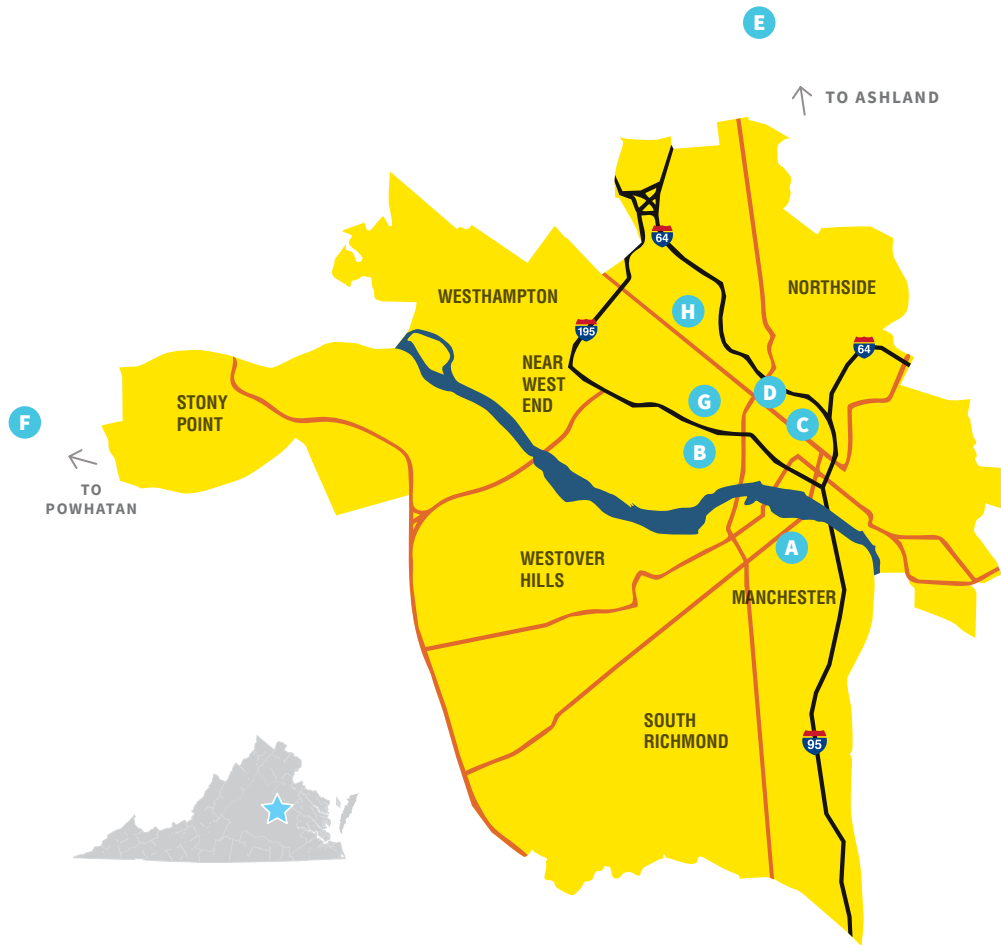 E
TO ASHLAND
64
NORTHSIDE
WESTHAMPTON
H
195
64
NEAR
WEST
END
D
STONY
POINT
G
F
C
B
TO
POWHATAN
A
WESTOVER
HILLS
MANCHESTER
SOUTH
RICHMOND
95